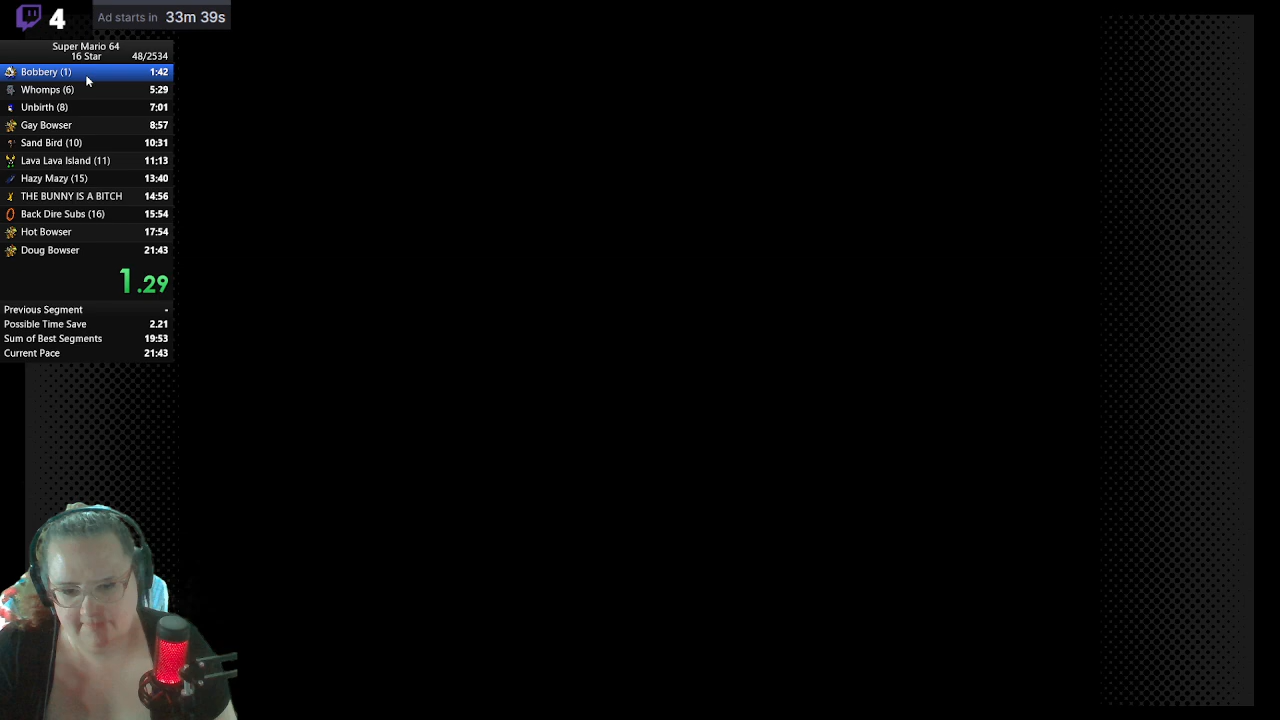 4
Ad starts in 33m 39s
Super Mario 64
16 Star 48/2534
Bobbery (1) 1:42
Whomps (6) 5:29
Unbirth (8) 7:01
Gay Bowser 8:57
Sand Bird (10) 10:31
Lava Lava Island (11) 11:13
Hazy Mazy (15) 13:40
THE BUNNY IS A BITCH 14:56
Back Dire Subs (16) 15:54
Hot Bowser 17:54
Doug Bowser 21:43
1.29
Previous Segment -
Possible Time Save 2.21
Sum of Best Segments 19:53
Current Pace 21:43